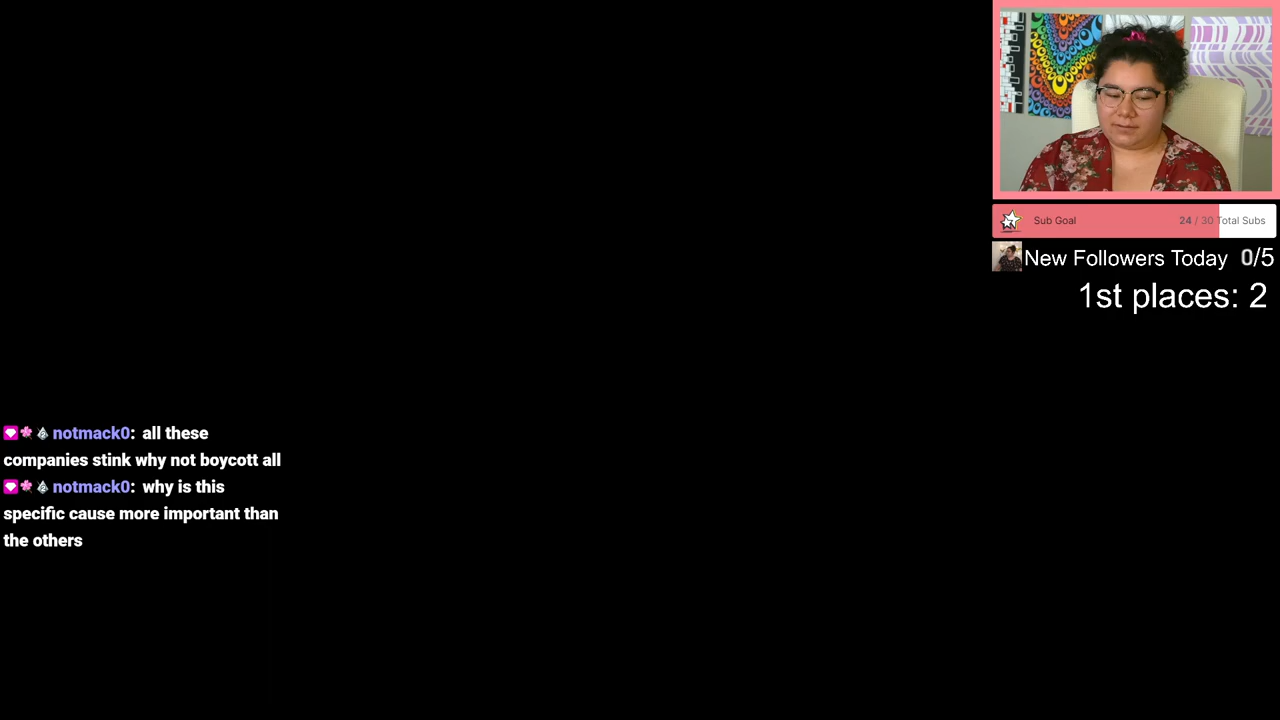 Sub Goal 24 / 30 Total Subs
New Followers Today 0/5
1st places: 2
notmack0: all these
companies stink why not boycott all
notmack0: why is this
specific cause more important than
the others